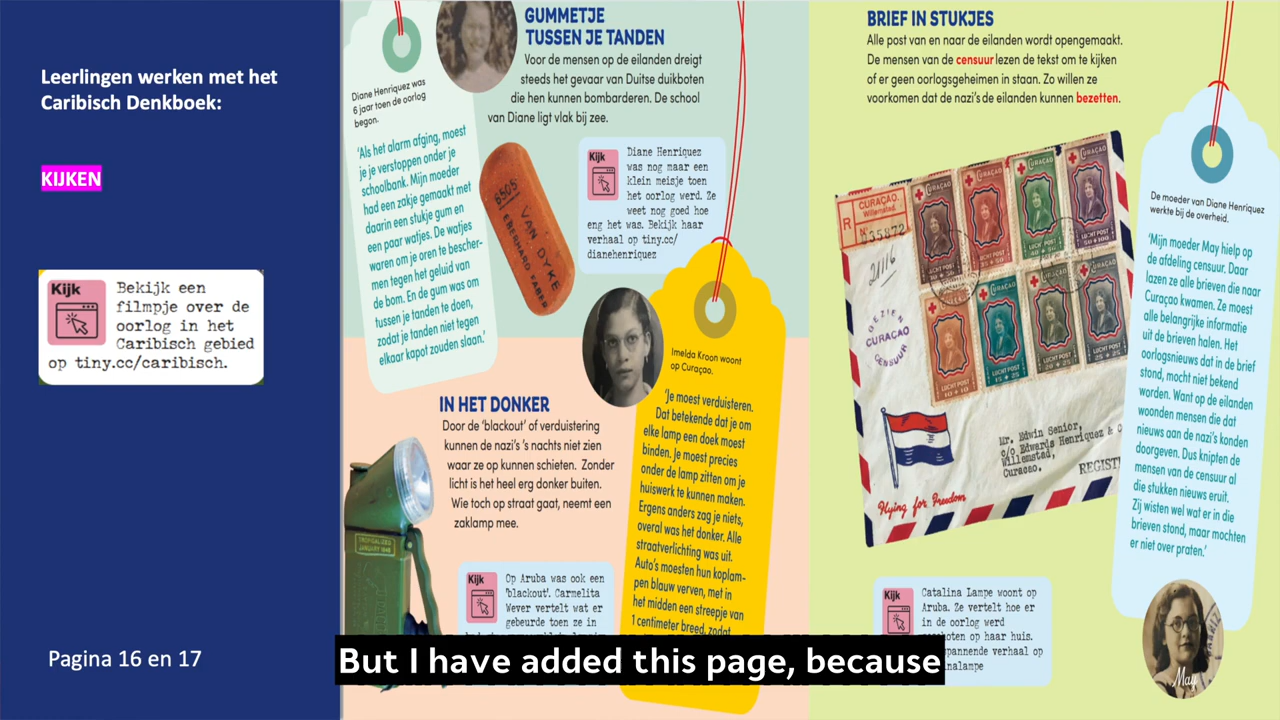 Leerlingen werken met het
Caribisch Denkboek:
KIJKEN
Kijk
Bekijk een
filmpje over de
oorlog in het
Caribisch gebied
op tiny.cc/caribisch.
Pagina 16 en 17
Diane Henriquez was
6 jaar toen de oorlog
begon.
'Als het alarm afging, moest
je je verstoppen onder je
schoolbank. Mijn moeder
had een zakje gemaakt met
daarin een stukje gum en
een paar watjes. De watjes
waren om je oren te bescher-
men tegen het geluid van
de bom. En de gum was om
tussen je tanden te doen,
zodat je tanden niet tegen
elkaar kapot zouden slaan.'
GUMMETJE
TUSSEN JE TANDEN
Voor de mensen op de eilanden dreigt
steeds het gevaar van Duitse duikboten
die hen kunnen bombarderen. De school
van Diane ligt vlak bij zee.
6505
VAN DYKE
EBERHARD FABER
Kijk
Diane Henriquez
was nog maar een
klein meisje toen
het oorlog werd. Ze
weet nog goed hoe
eng het was. Bekijk haar
verhaal op tiny.cc/
dianehenriquez
IN HET DONKER
Door de 'blackout' of verduistering
kunnen de nazi's 's nachts niet zien
waar ze op kunnen schieten. Zonder
licht is het heel erg donker buiten.
Wie toch op straat gaat, neemt een
zaklamp mee.
Kijk
Op Aruba was ook een
'blackout'. Carmelita
Wever vertelt wat er
gebeurde toen ze in
Imelda Kroon woont
op Curaçao.
'Je moest verduisteren.
Dat betekende dat je om
elke lamp een doek moest
binden. Je moest precies
onder de lamp zitten om je
huiswerk te kunnen maken.
Ergens anders zag je niets,
overal was het donker. Alle
straatverlichting was uit.
Auto's moesten hun koplam-
pen blauw verven, met in
het midden een streepje van
1 centimeter breed, zodat
BRIEF IN STUKJES
Alle post van en naar de eilanden wordt opengemaakt.
De mensen van de censuur lezen de tekst om te kijken
of er geen oorlogsgeheimen in staan. Zo willen ze
voorkomen dat de nazi's de eilanden kunnen bezetten.
R
CURAÇAO.
Willemstad.
Nº 35872
21116
CURAÇAO
CURAÇAO
CURAÇAO
CURAÇAO
GEZIEN
CURAÇAO
CENSUUR
LUCHTPOST
LUCHTPOST
LUCHTPOST
LUCHTPOST
Mr. Edwin Senior,
c/o Edwards Henriquez & C
Willemstad,
Curacao.
REGIST
Flying for Freedom
De moeder van Diane Henriquez
werkte bij de overheid.
'Mijn moeder May hielp op
de afdeling censuur. Daar
lazen ze alle brieven die naar
Curaçao kwamen. Ze moest
alle belangrijke informatie
uit de brieven halen. Het
oorlogsnieuws dat in de brief
stond, mocht niet bekend
worden. Want op de eilanden
woonden mensen die dat
nieuws aan de nazi's konden
doorgeven. Dus knipten de
mensen van de censuur al
die stukken nieuws eruit.
Zij wisten wel wat er in die
brieven stond, maar mochten
er niet over praten.'
Kijk
Catalina Lampe woont op
Aruba. Ze vertelt hoe er
in de oorlog werd
op haar huis.
verhaal op
May
But I have added this page, because